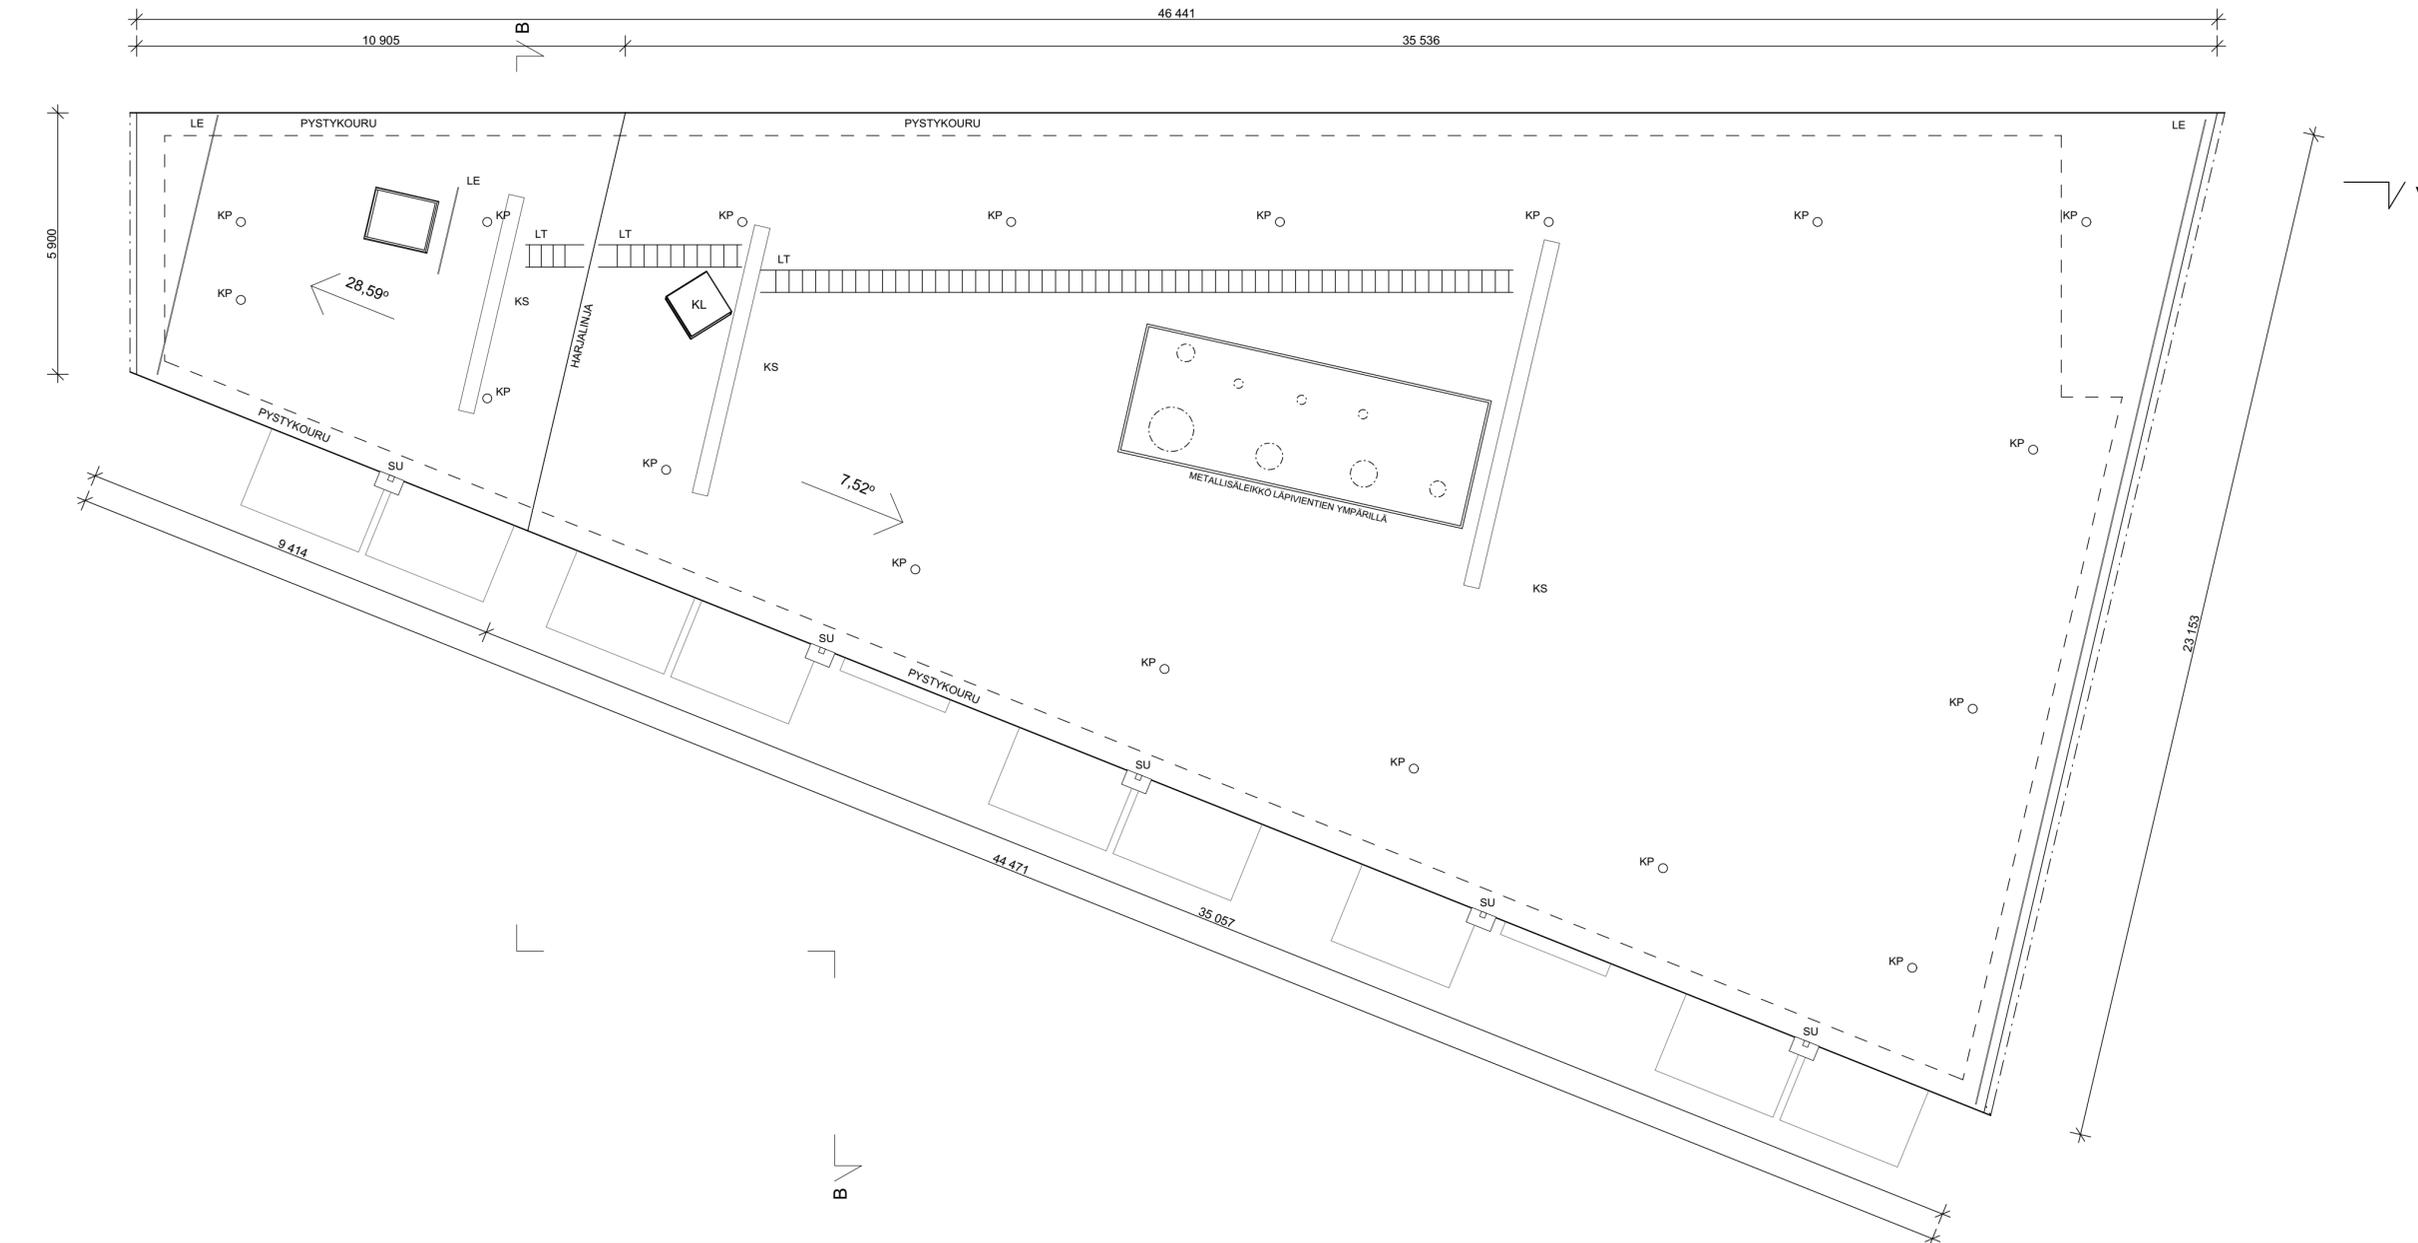 46 441
10 905
B
35 536
LE
PYSTYKOURU
PYSTYKOURU
LE
LE
KP
KP
KP
KP
KP
KP
KP
KP
5 900
LT
LT
LT
28,59º
KP
KS
KL
HARJALINJA
KS
KP
PYSTYKOURU
KP
SU
KP
7,52º
METALLISÄLEIKKÖ LÄPIVIENTIEN YMPÄRILLÄ
9 414
KP
KS
SU
23 153
KP
PYSTYKOURU
KP
SU
KP
44 471
KP
SU
35 057
KP
SU
B